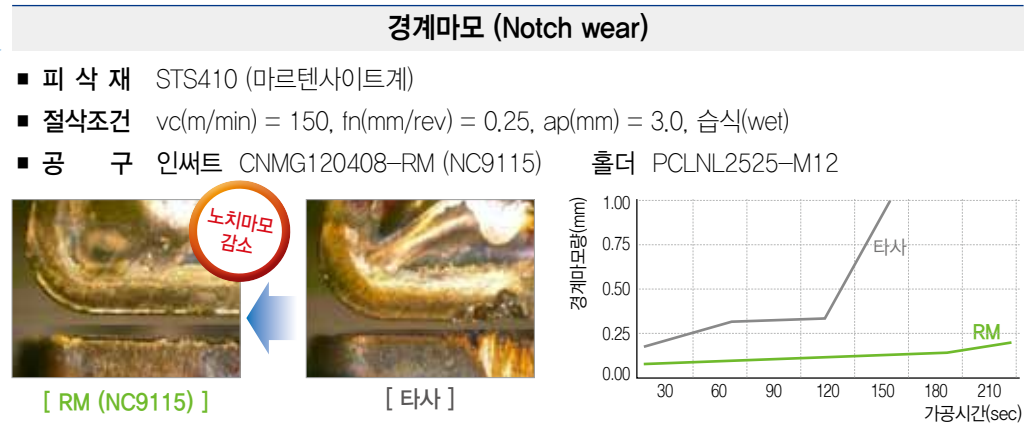 경계마모 (Notch wear)
■ 피 삭 재 STS410 (마르텐사이트계)
■ 절삭조건 vc(m/min) = 150, fn(mm/rev) = 0.25, ap(mm) = 3.0, 습식(wet)
■ 공 구 인써트 CNMG120408-RM (NC9115) 홀더 PCLNL2525-M12
노치마모
감소
[ RM (NC9115) ]
[ 타사 ]
경계마모량(mm)
1.00
0.75
0.50
0.25
0.00
타사
RM
30 60 90 120 150 180 210
가공시간(sec)